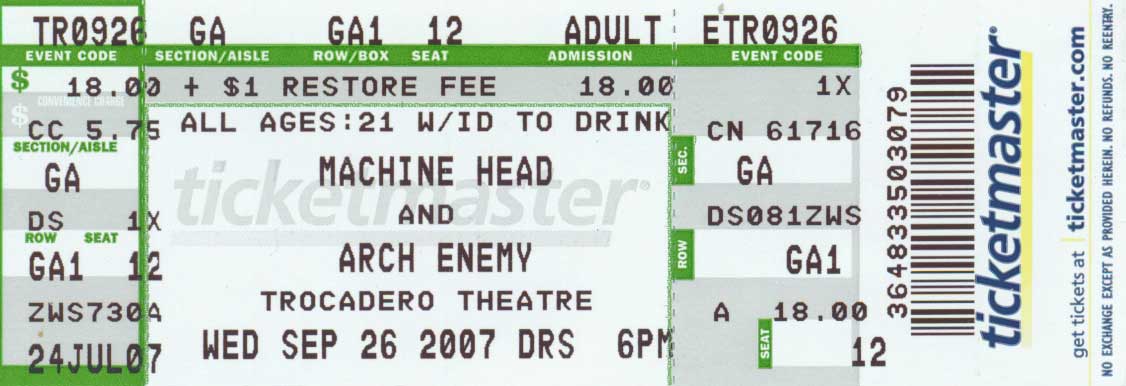 TR0926 GA GA1 12 ADULT ETR0926
EVENT CODE SECTION/AISLE ROW/BOX SEAT ADMISSION EVENT CODE
$ 18.00 + $1 RESTORE FEE 18.00 1X
$ CONVENIENCE CHARGE
CC 5.75 ALL AGES:21 W/ID TO DRINK CN 61716
SECTION/AISLE SEC.
GA MACHINE HEAD GA
ticketmaster
DS 1X AND DS081ZWS
ROW SEAT ROW
GA1 12 ARCH ENEMY GA1
ZWS730A TROCADERO THEATRE A 18.00
24JUL07 WED SEP 26 2007 DRS 6PM SEAT 12
364833503079
ticketmaster
get tickets at ticketmaster.com
NO EXCHANGE EXCEPT AS PROVIDED HEREIN. NO REFUNDS. NO REENTRY.